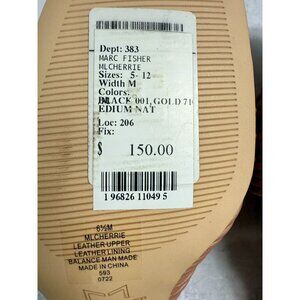 Dept: 383
MARC FISHER
MLCHERRIE
Sizes: 5- 12
Width M
Colors:
BLACK 001, GOLD 710
EDIUM NAT
Loc: 206
Fix:
$ 150.00
1 96826 11049 5
6½M
MLCHERRIE
LEATHER UPPER
LEATHER LINING
BALANCE MAN MADE
MADE IN CHINA
593
0722